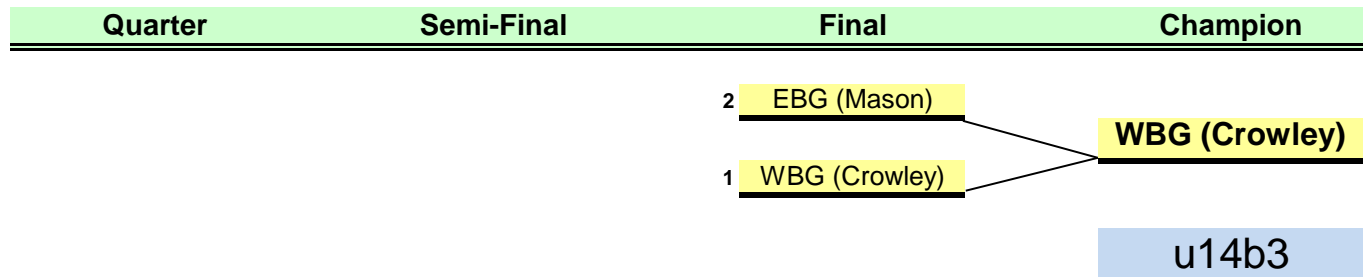 Quarter Semi-Final Final Champion
2 EBG (Mason)
WBG (Crowley)
1 WBG (Crowley)
u14b3